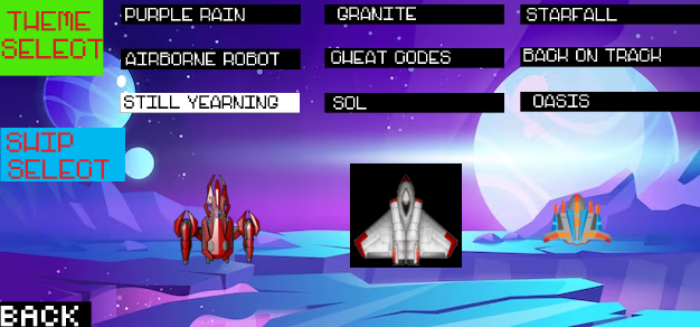 THEME
SELECT
PURPLE RAIN
GRANITE
STARFALL
AIRBORNE ROBOT
CHEAT CODES
BACK ON TRACK
STILL YEARNING
SOL
OASIS
SHIP
SELECT
BACK